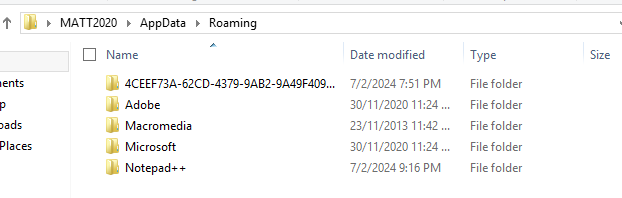 MATT2020 AppData Roaming
Name Date modified Type Size
4CEEF73A-62CD-4379-9AB2-9A49F409... 7/2/2024 7:51 PM File folder
ments Adobe 30/11/2020 11:24 ... File folder
p Macromedia 23/11/2013 11:42 ... File folder
oads Microsoft 30/11/2020 11:24 ... File folder
Places Notepad++ 7/2/2024 9:16 PM File folder